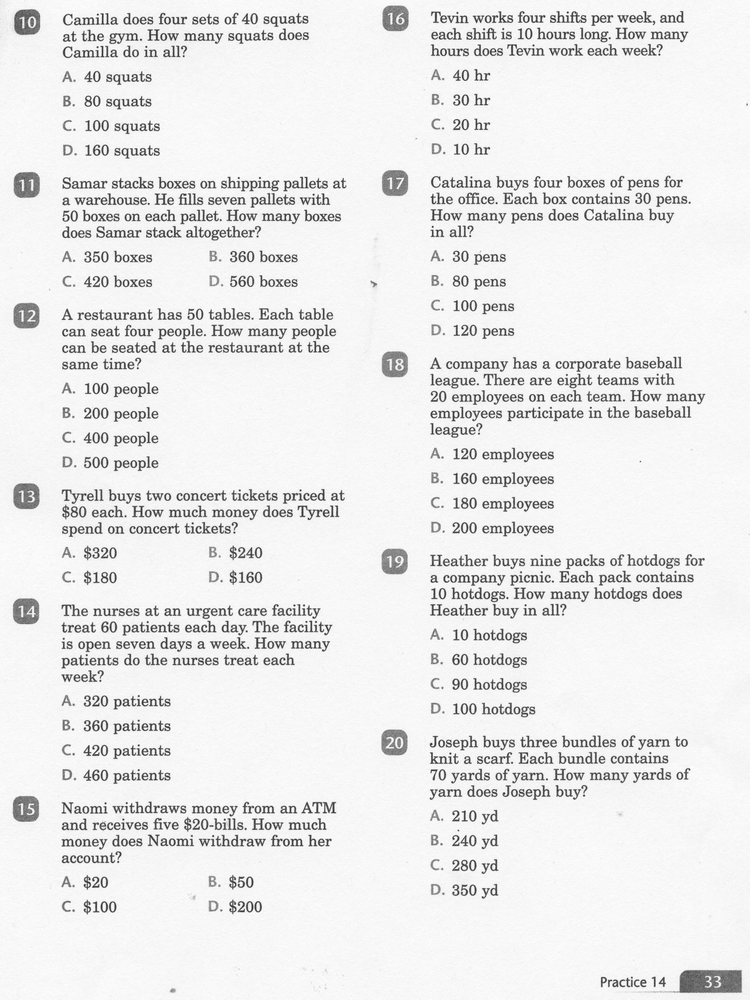 10 Camilla does four sets of 40 squats
at the gym. How many squats does
Camilla do in all?
A. 40 squats
B. 80 squats
C. 100 squats
D. 160 squats
11 Samar stacks boxes on shipping pallets at
a warehouse. He fills seven pallets with
50 boxes on each pallet. How many boxes
does Samar stack altogether?
A. 350 boxes B. 360 boxes
C. 420 boxes D. 560 boxes
12 A restaurant has 50 tables. Each table
can seat four people. How many people
can be seated at the restaurant at the
same time?
A. 100 people
B. 200 people
C. 400 people
D. 500 people
13 Tyrell buys two concert tickets priced at
$80 each. How much money does Tyrell
spend on concert tickets?
A. $320 B. $240
C. $180 D. $160
14 The nurses at an urgent care facility
treat 60 patients each day. The facility
is open seven days a week. How many
patients do the nurses treat each
week?
A. 320 patients
B. 360 patients
C. 420 patients
D. 460 patients
15 Naomi withdraws money from an ATM
and receives five $20-bills. How much
money does Naomi withdraw from her
account?
A. $20 B. $50
C. $100 D. $200
16 Tevin works four shifts per week, and
each shift is 10 hours long. How many
hours does Tevin work each week?
A. 40 hr
B. 30 hr
C. 20 hr
D. 10 hr
17 Catalina buys four boxes of pens for
the office. Each box contains 30 pens.
How many pens does Catalina buy
in all?
A. 30 pens
B. 80 pens
C. 100 pens
D. 120 pens
18 A company has a corporate baseball
league. There are eight teams with
20 employees on each team. How many
employees participate in the baseball
league?
A. 120 employees
B. 160 employees
C. 180 employees
D. 200 employees
19 Heather buys nine packs of hotdogs for
a company picnic. Each pack contains
10 hotdogs. How many hotdogs does
Heather buy in all?
A. 10 hotdogs
B. 60 hotdogs
C. 90 hotdogs
D. 100 hotdogs
20 Joseph buys three bundles of yarn to
knit a scarf. Each bundle contains
70 yards of yarn. How many yards of
yarn does Joseph buy?
A. 210 yd
B. 240 yd
C. 280 yd
D. 350 yd
Practice 14 33